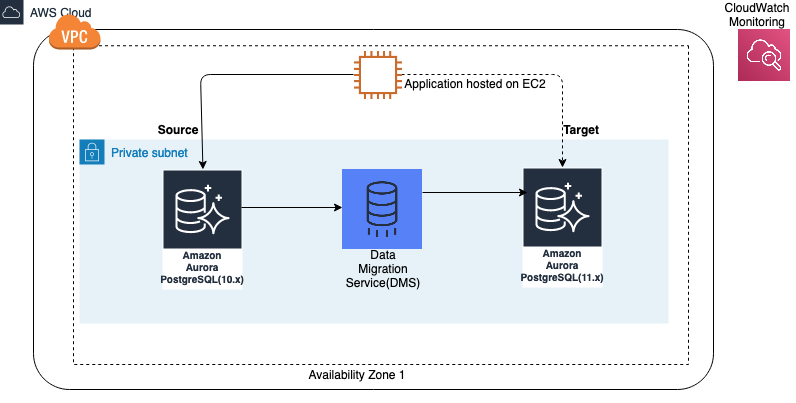 AWS Cloud
CloudWatch
Monitoring
VPC
Application hosted on EC2
Source
Target
Private subnet
Amazon
Aurora
PostgreSQL(10.x)
Data
Migration
Service(DMS)
Amazon
Aurora
PostgreSQL(11.x)
Availability Zone 1